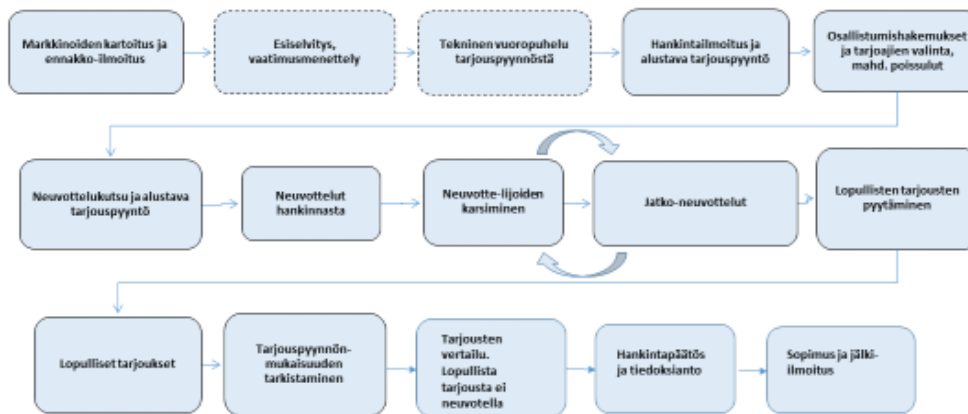 Markkinoiden kartoitus ja
ennakko-ilmoitus
Esiselvitys,
vaatimusmenettely
Tekninen vuoropuhelu
tarjouspyynnöstä
Hankintailmoitus ja
alustava tarjouspyyntö
Osallistumishakemukset
ja tarjoajien valinta,
mahd. poissulut
Neuvottelukutsu ja alustava
tarjouspyyntö
Neuvottelut
hankinnasta
Neuvotte-lijoiden
karsiminen
Jatko-neuvottelut
Lopullisten tarjousten
pyytäminen
Lopulliset tarjoukset
Tarjouspyynnön-
mukaisuuden
tarkistaminen
Tarjousten
vertailu.
Lopullista
tarjousta ei
neuvotella
Hankintapäätös
ja tiedoksianto
Sopimus ja jälki-
ilmoitus